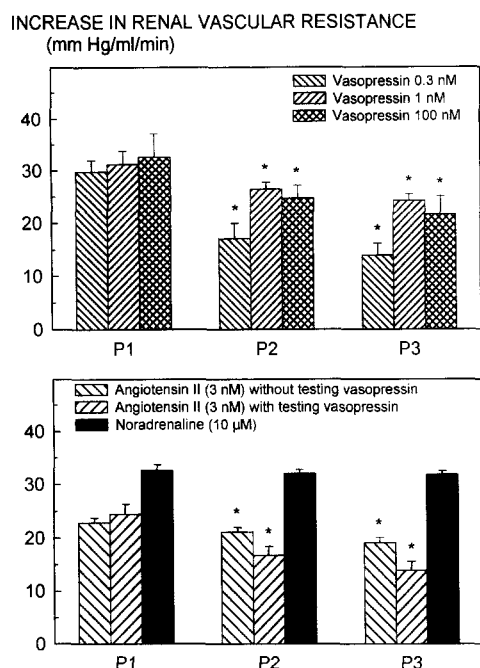 INCREASE IN RENAL VASCULAR RESISTANCE
(mm Hg/ml/min)
Vasopressin 0.3 nM
Vasopressin 1 nM
Vasopressin 100 nM
40
30
20
10
0
* * *
* * *
P1 P2 P3
Angiotensin II (3 nM) without testing vasopressin
Angiotensin II (3 nM) with testing vasopressin
Noradrenaline (10 µM)
40
30
20
10
0
* *
* *
P1 P2 P3